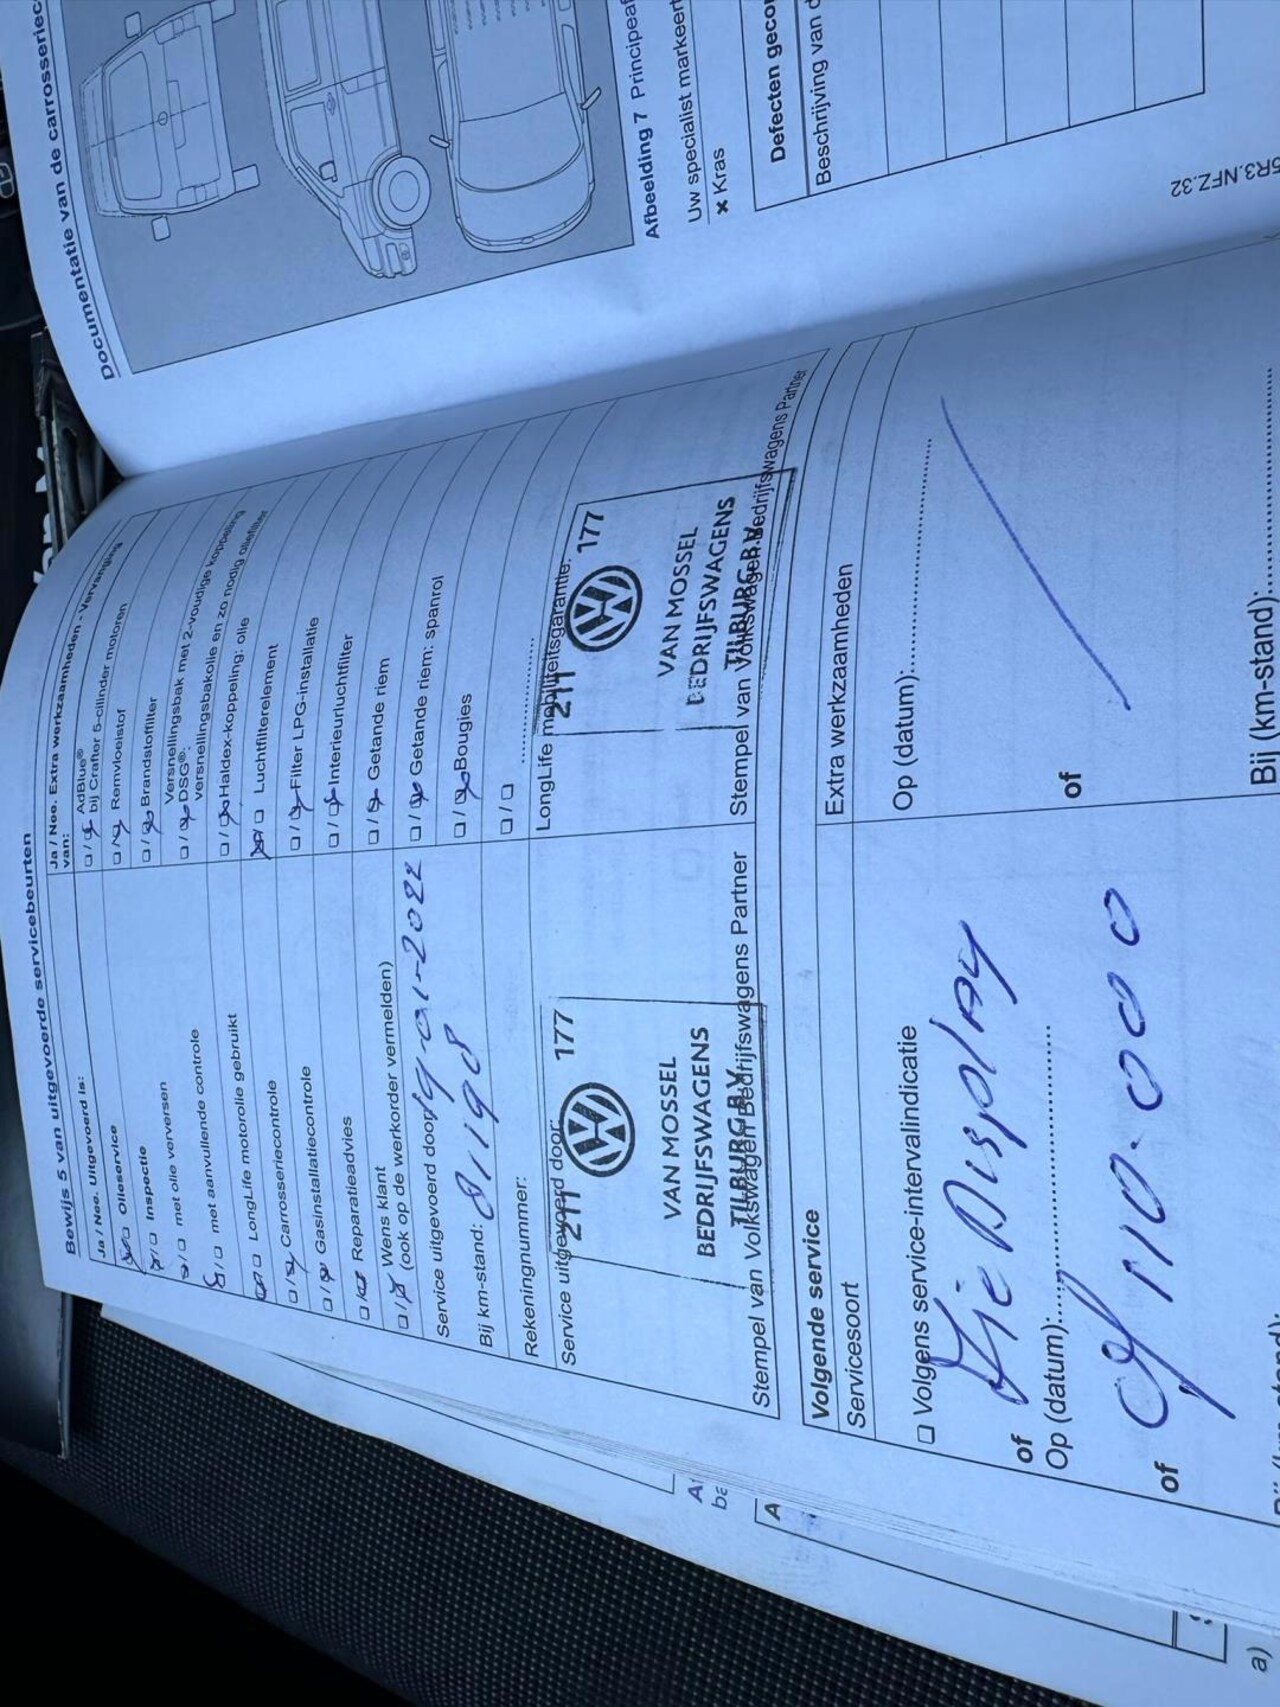 Bewijs 5 van uitgevoerde servicebeurten
Ja / Nee. Uitgevoerd is:
☐ Olieservice
/ ☐ Inspectie
/ ☐ met olie verversen
/ ☐ met aanvullende controle
☐ LongLife motorolie gebruikt
☐ / Carrosseriecontrole
☐ / Gasinstallatiecontrole
☐ Reparatieadvies
☐ / Wens klant
(ook op de werkorder vermelden)
Service uitgevoerd door 19-01-2022
Bij km-stand: 81198
Rekeningnummer:
Service uitgevoerd door:
211 177
VAN MOSSEL
BEDRIJFSWAGENS
TILBURG B.V.
Stempel van Volkswagen Bedrijfswagens Partner
Ja / Nee. Extra werkzaamheden - Vervanging
van:
☐ / AdBlue®
bij Crafter 5-cilinder motoren
☐ Remvloeistof
☐ / Brandstoffilter
Versnellingsbak met 2-voudige koppeling
☐ / DSG®:
versnellingsbakolie en zo nodig oliefilter
☐ / Haldex-koppeling: olie
☐ Luchtfilterelement
☐ / Filter LPG-installatie
☐ / Interieurluchtfilter
☐ / Getande riem
☐ / Getande riem: spanrol
☐ / Bougies
☐ / ☐
LongLife mobiliteitsgarantie:
211 177
VAN MOSSEL
BEDRIJFSWAGENS
TILBURG B.V.
Stempel van Volkswagen Bedrijfswagens Partner
Volgende service
Servicesoort
☐ Volgens service-intervalindicatie
Zie Display
of
Op (datum):
of 110.000
of
Extra werkzaamheden
Op (datum):
of
Bij (km-stand):
a)
Documentatie van de carrosserie
Afbeelding 7 Principeaf
Uw specialist markeert
× Kras
Defecten geco
Beschrijving van d
5R3.NFZ.32